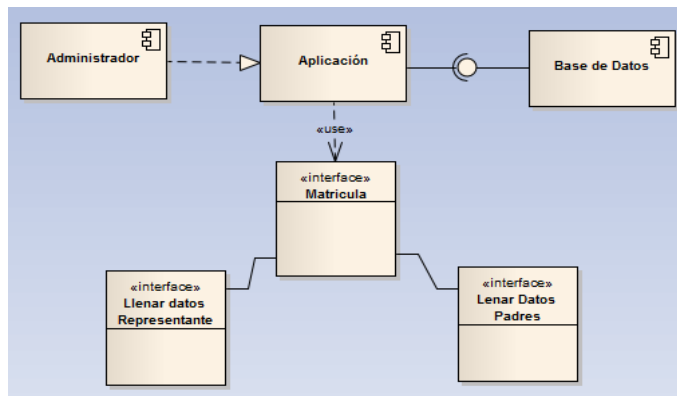 Administrador
Aplicación
Base de Datos
«use»
«interface»
Matricula
«interface»
Llenar datos
Representante
«interface»
Lenar Datos
Padres